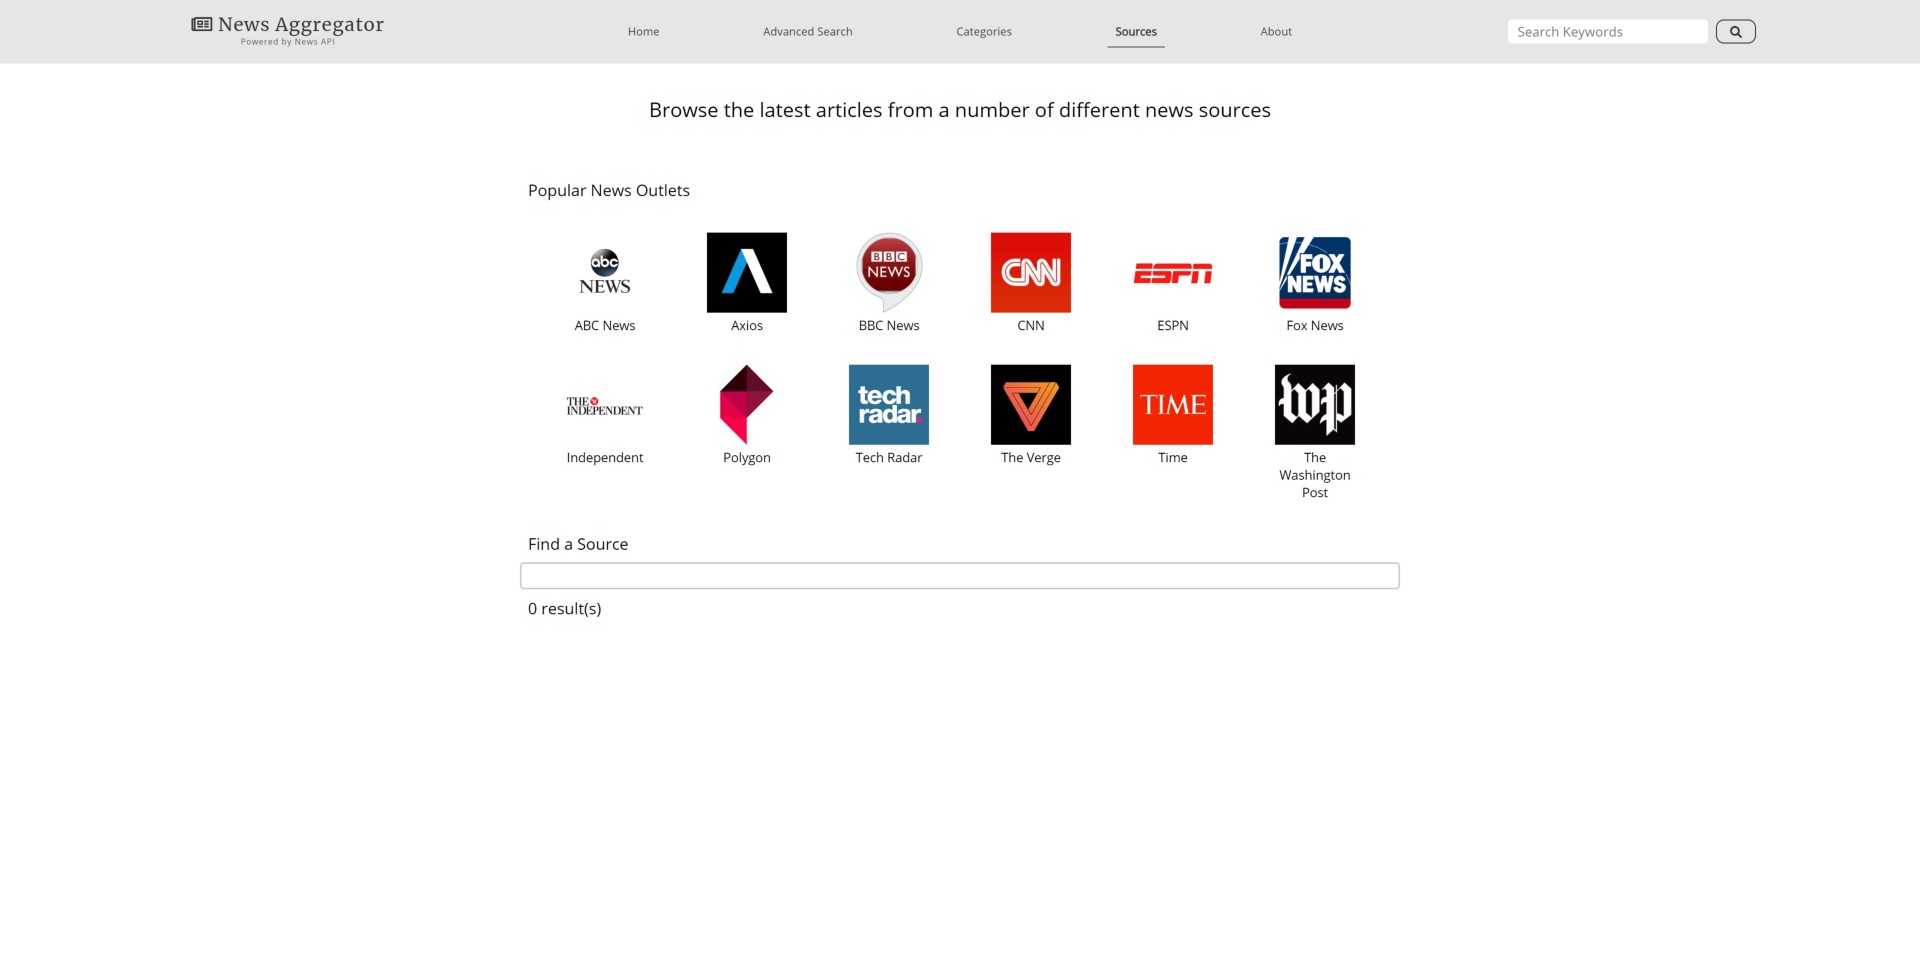 News Aggregator
Powered by News API
Home
Advanced Search
Categories
Sources
About
Search Keywords
Browse the latest articles from a number of different news sources
Popular News Outlets
abc
NEWS
BBC
NEWS
CNN
ESPN
FOX
NEWS
ABC News
Axios
BBC News
CNN
ESPN
Fox News
THE
INDEPENDENT
tech
radar.
TIME
wp
Independent
Polygon
Tech Radar
The Verge
Time
The
Washington
Post
Find a Source
0 result(s)